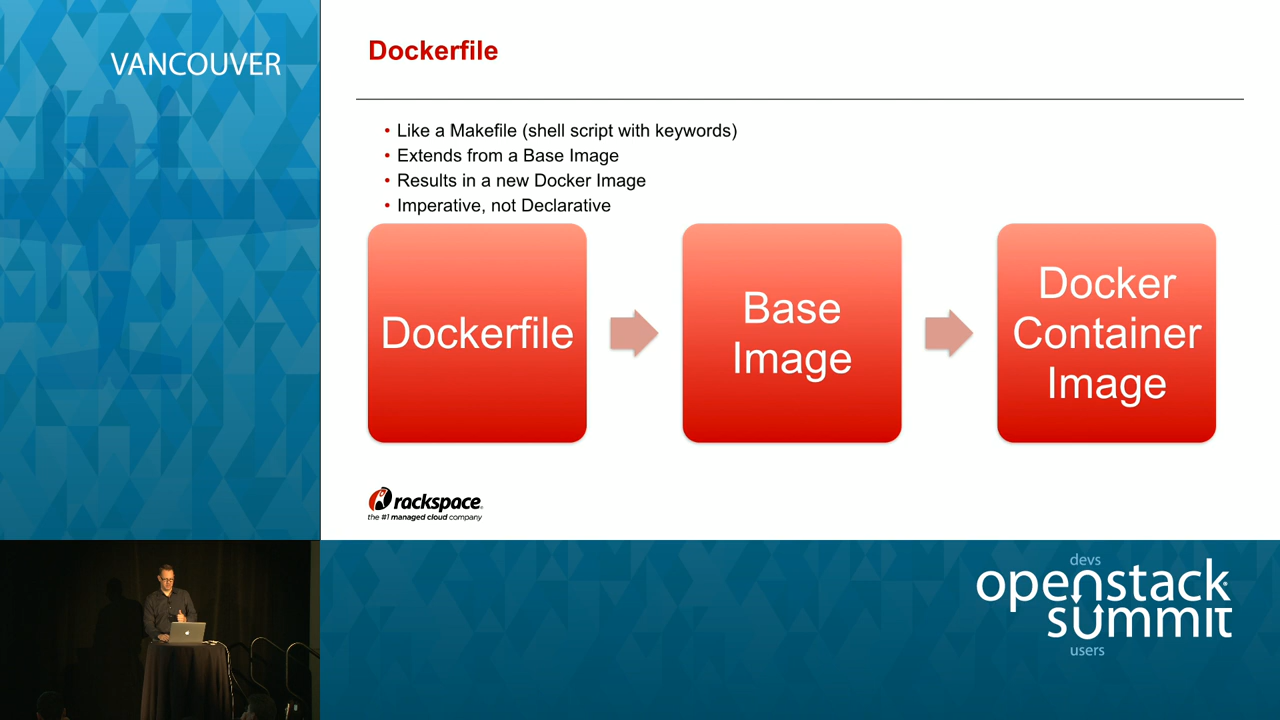 VANCOUVER
Dockerfile
• Like a Makefile (shell script with keywords)
• Extends from a Base Image
• Results in a new Docker Image
• Imperative, not Declarative
Dockerfile
Base
Image
Docker
Container
Image
rackspace®
the #1 managed cloud company
devs
openstack
summit
users